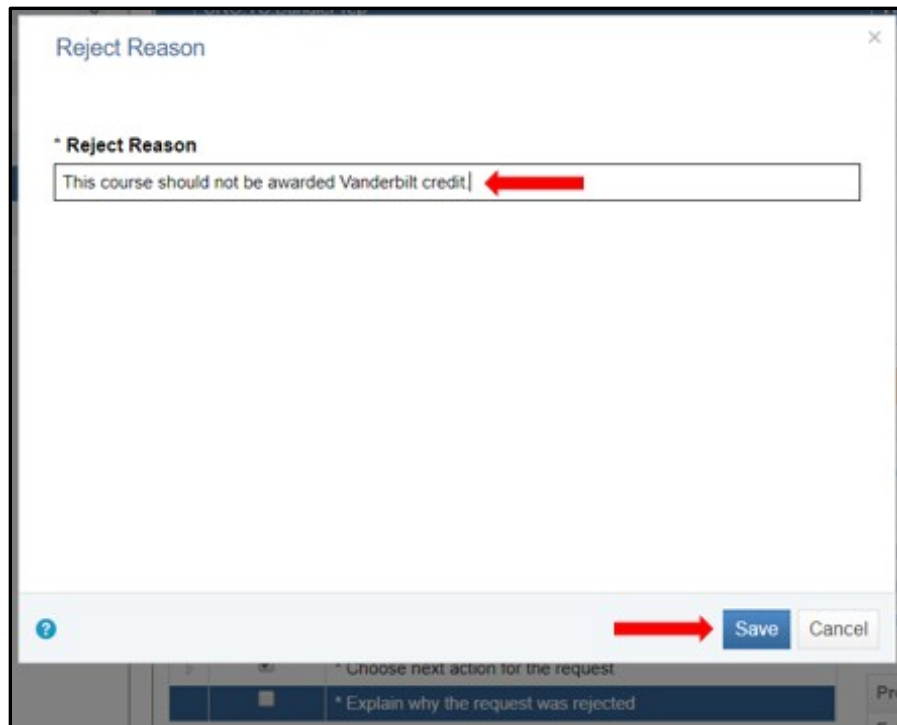 Reject Reason
×
* Reject Reason
This course should not be awarded Vanderbilt credit.
?
Save Cancel
* Choose next action for the request
* Explain why the request was rejected